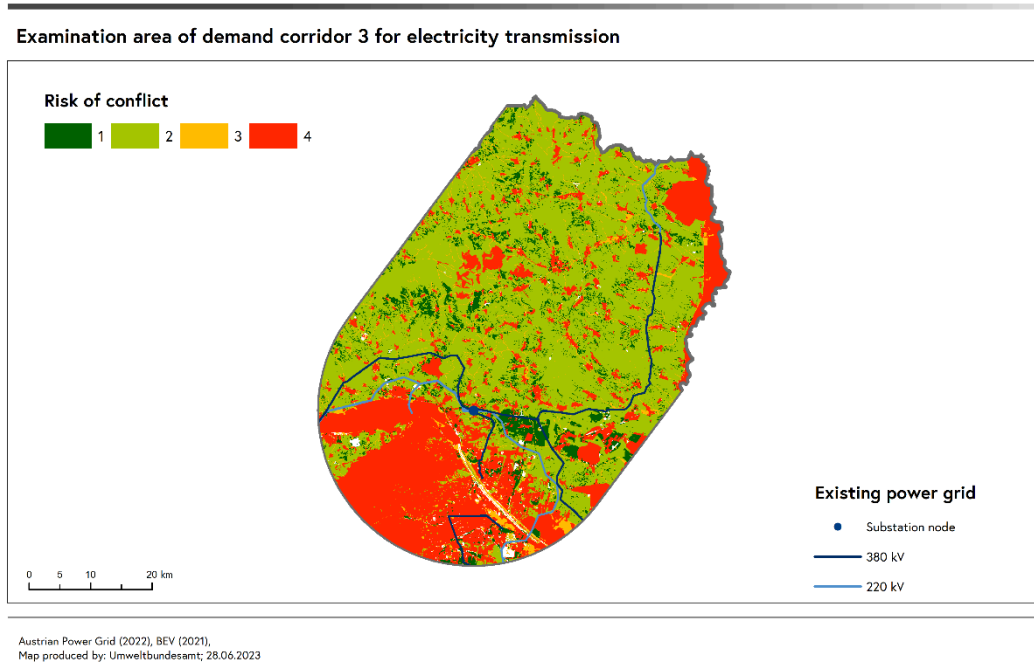 Examination area of demand corridor 3 for electricity transmission
Risk of conflict
1 2 3 4
Existing power grid
Substation node
380 kV
220 kV
0 5 10 20 km
Austrian Power Grid (2022), BEV (2021),
Map produced by: Umweltbundesamt; 28.06.2023